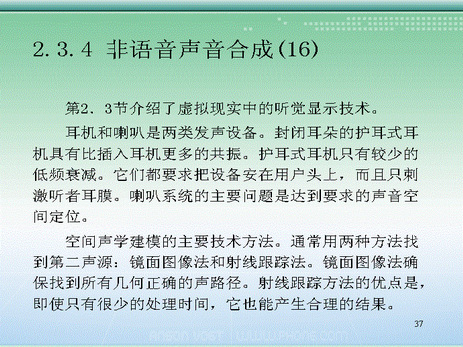 2.3.4 非语音声音合成(16)
第2．3节介绍了虚拟现实中的听觉显示技术。
耳机和喇叭是两类发声设备。封闭耳朵的护耳式耳
机具有比插入耳机更多的共振。护耳式耳机只有较少的
低频衰减。它们都要求把设备安在用户头上，而且只刺
激听者耳膜。喇叭系统的主要问题是达到要求的声音空
间定位。
空间声学建模的主要技术方法。通常用两种方法找
到第二声源：镜面图像法和射线跟踪法。镜面图像法确
保找到所有几何正确的声路径。射线跟踪方法的优点是，
即使只有很少的处理时间，它也能产生合理的结果。
37